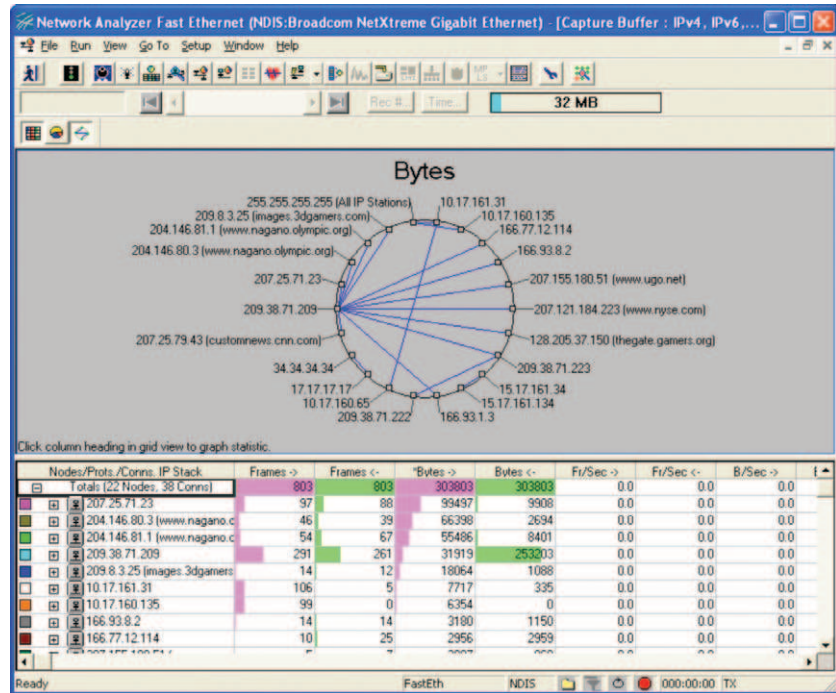 Network Analyzer Fast Ethernet (NDIS:Broadcom NetXtreme Gigabit Ethernet) - [Capture Buffer : IPv4, IPv6,...
File Run View Go To Setup Window Help
Rec #... Time... 32 MB
Bytes
255.255.255.255 (All IP Stations) 10.17.161.31
209.8.3.25 (images.3dgamers.com) 10.17.160.135
204.146.81.1 (www.nagano.olympic.org) 166.77.12.114
204.146.80.3 (www.nagano.olympic.org) 166.93.8.2
207.25.71.23 207.155.180.51 (www.ugo.net)
209.38.71.209 207.121.184.223 (www.nyse.com)
207.25.79.43 (customnews.cnn.com) 128.205.37.150 (thegate.gamers.org)
34.34.34.34 209.38.71.223
17.17.17.17 15.17.161.34
10.17.160.65 15.17.161.134
209.38.71.222 166.93.1.3
Click column heading in grid view to graph statistic.
Nodes/Prots./Conns. IP Stack Frames -> Frames <- *Bytes -> Bytes <- Fr/Sec -> Fr/Sec <- B/Sec ->
Totals (22 Nodes, 38 Conns) 803 803 303803 303803 0.0 0.0 0.0
207.25.71.23 97 88 99497 9908 0.0 0.0 0.0
204.146.80.3 (www.nagano.c 46 39 66398 2694 0.0 0.0 0.0
204.146.81.1 (www.nagano.c 54 67 55486 8401 0.0 0.0 0.0
209.38.71.209 291 261 31919 253203 0.0 0.0 0.0
209.8.3.25 (images.3dgamers 14 12 18064 1088 0.0 0.0 0.0
10.17.161.31 106 5 7717 335 0.0 0.0 0.0
10.17.160.135 99 0 6354 0 0.0 0.0 0.0
166.93.8.2 14 14 3180 1150 0.0 0.0 0.0
166.77.12.114 10 25 2956 2959 0.0 0.0 0.0
Ready FastEth NDIS 000:00:00 TX